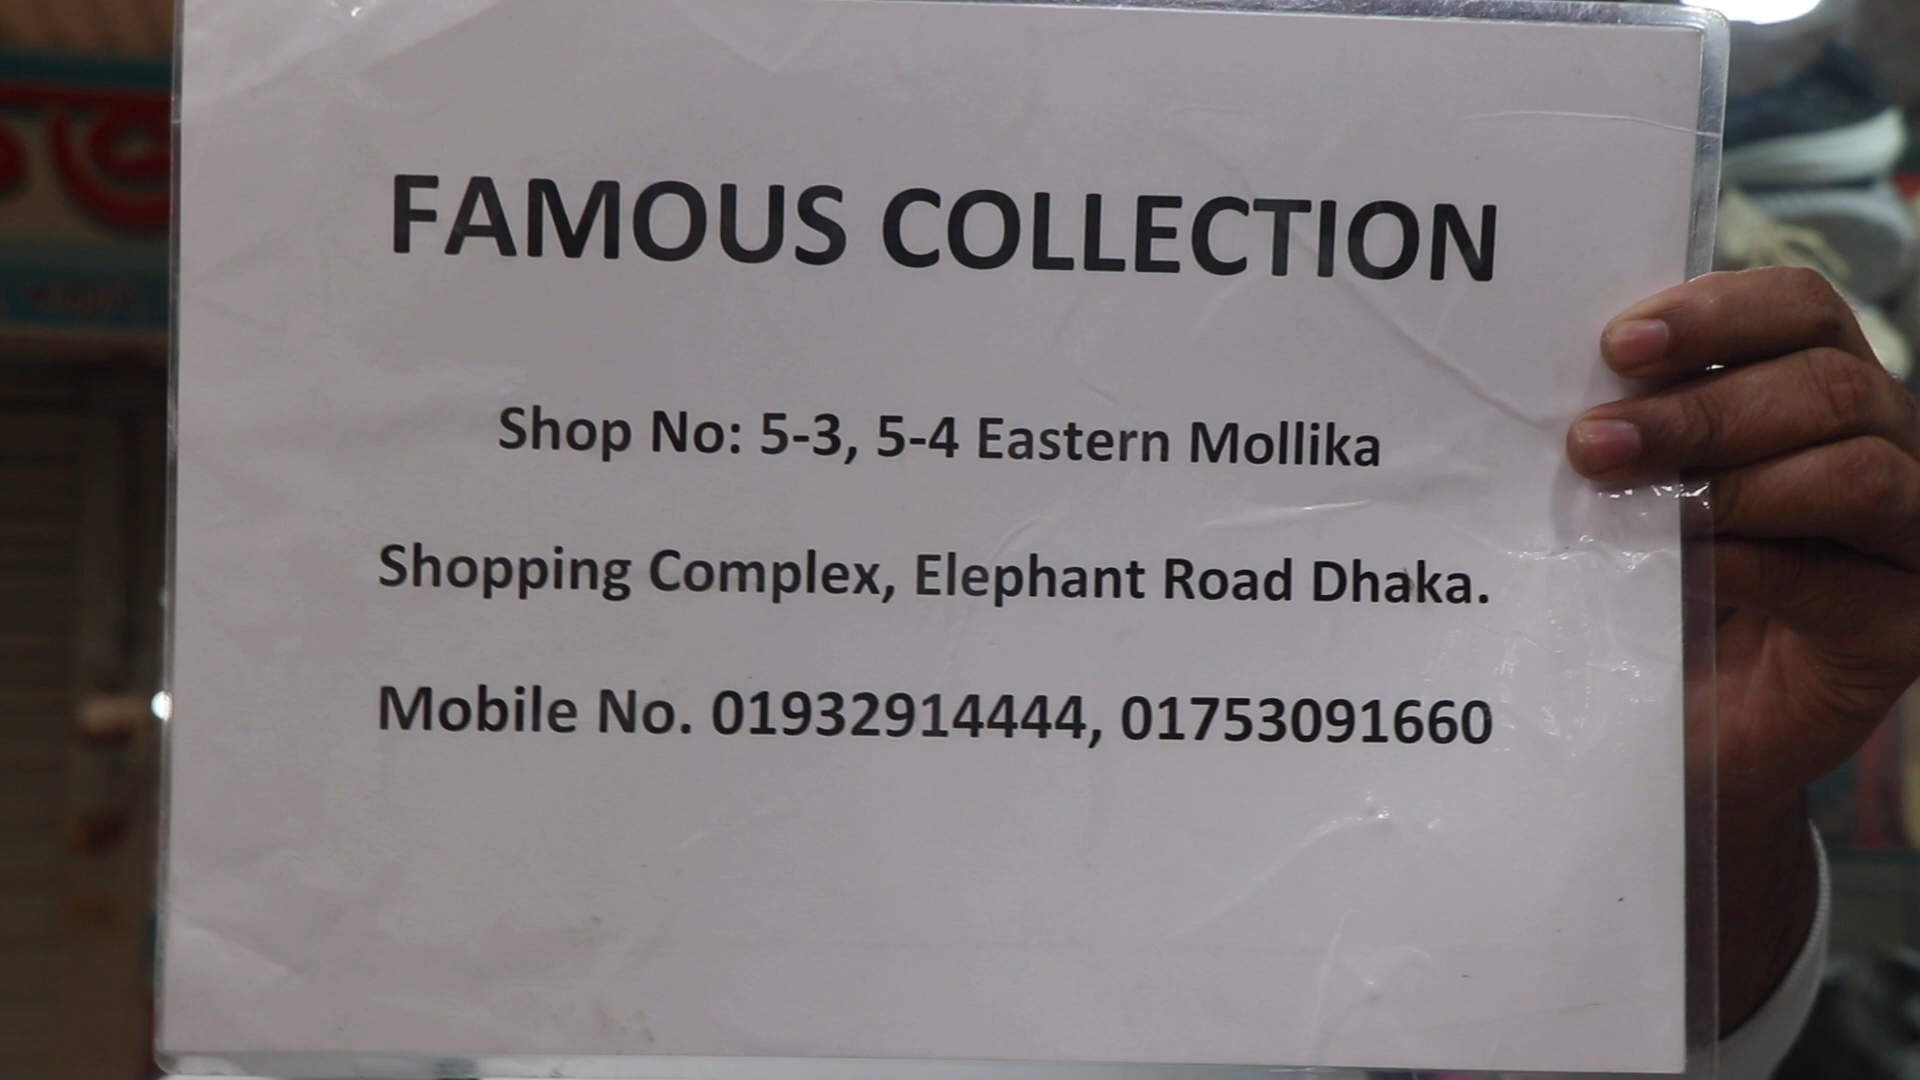 FAMOUS COLLECTION
Shop No: 5-3, 5-4 Eastern Mollika
Shopping Complex, Elephant Road Dhaka.
Mobile No. 01932914444, 01753091660